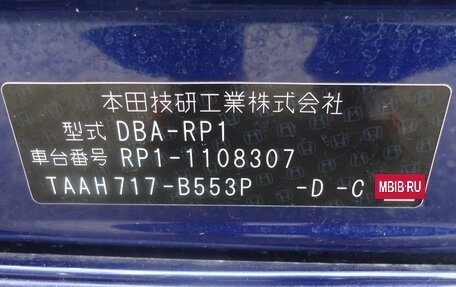 本田技研工業株式会社
型式 DBA-RP1
車台番号 RP1-1108307
TAAH717-B553P -D -C
MBIB.RU